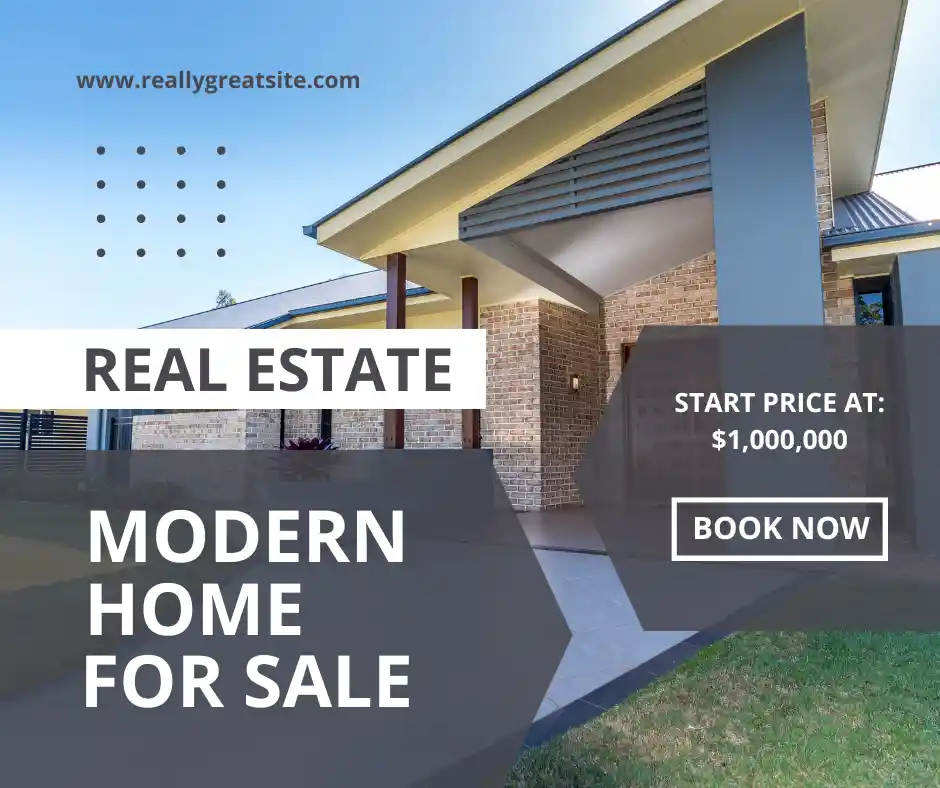 www.reallygreatsite.com
REAL ESTATE
START PRICE AT:
$1,000,000
BOOK NOW
MODERN
HOME
FOR SALE